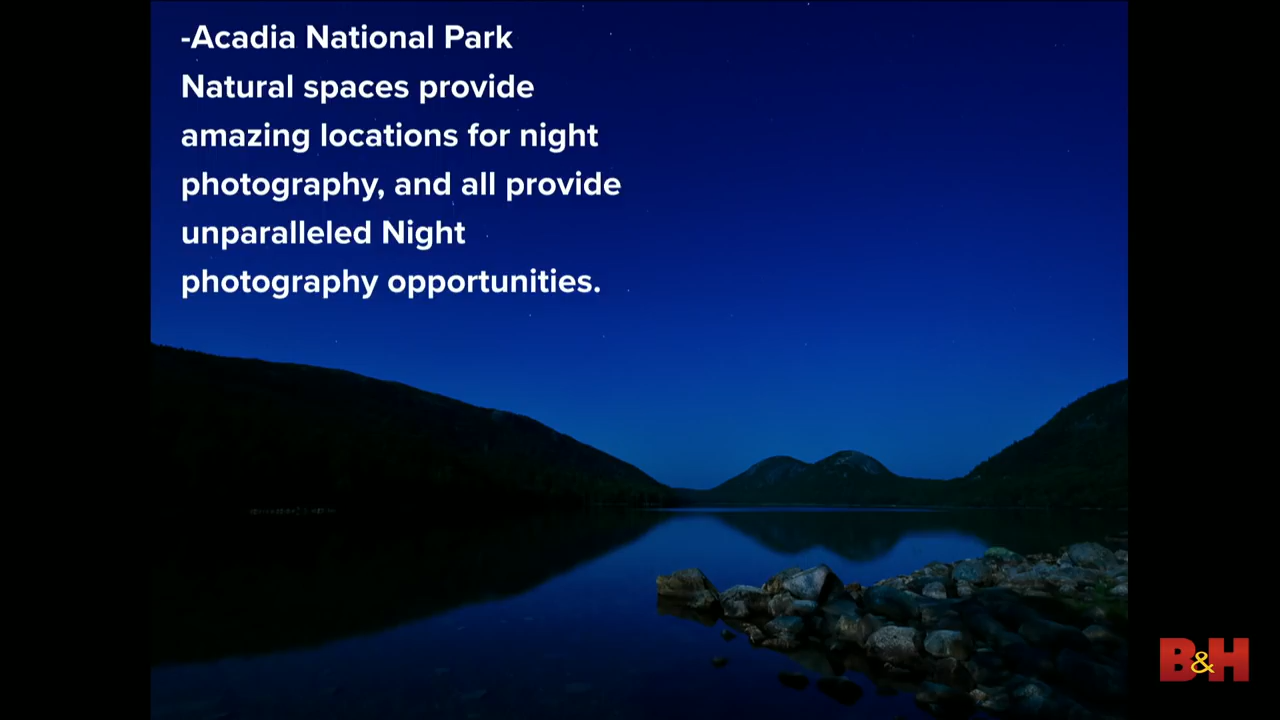 -Acadia National Park
Natural spaces provide
amazing locations for night
photography, and all provide
unparalleled Night
photography opportunities.
B&H